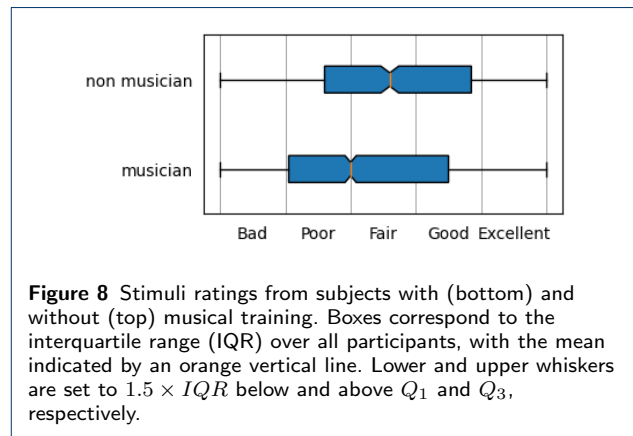 non musician
musician
Bad Poor Fair Good Excellent
Figure 8 Stimuli ratings from subjects with (bottom) and
without (top) musical training. Boxes correspond to the
interquartile range (IQR) over all participants, with the mean
indicated by an orange vertical line. Lower and upper whiskers
are set to 1.5 × IQR below and above Q₁ and Q₃,
respectively.